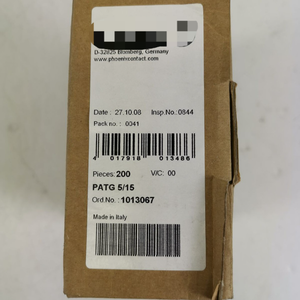 D-32825 Blomberg, Germany
www.phoenixcontact.com
Date : 27.10.08 Insp.No.:0844
Pack no. : 0041
4 017918 013486
Pieces: 200 V/C: 00
PATG 5/15
Ord.No.: 1013067
Made in Italy